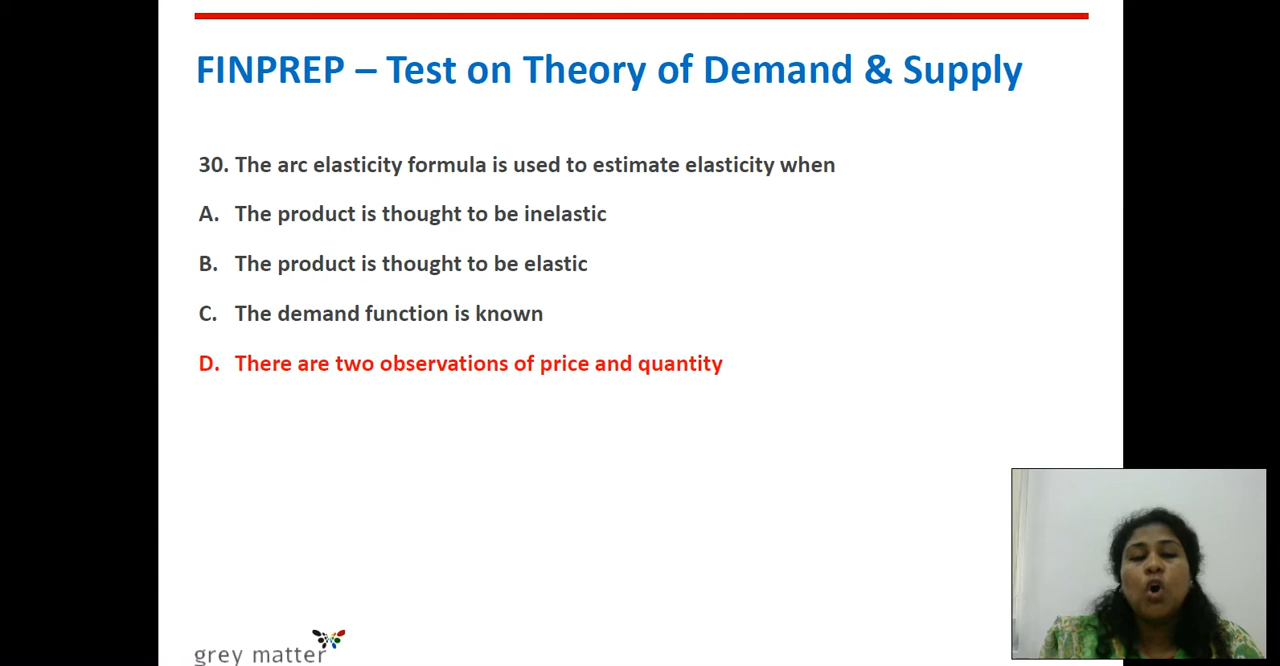 FINPREP – Test on Theory of Demand & Supply
30. The arc elasticity formula is used to estimate elasticity when
A. The product is thought to be inelastic
B. The product is thought to be elastic
C. The demand function is known
D. There are two observations of price and quantity
grey matter